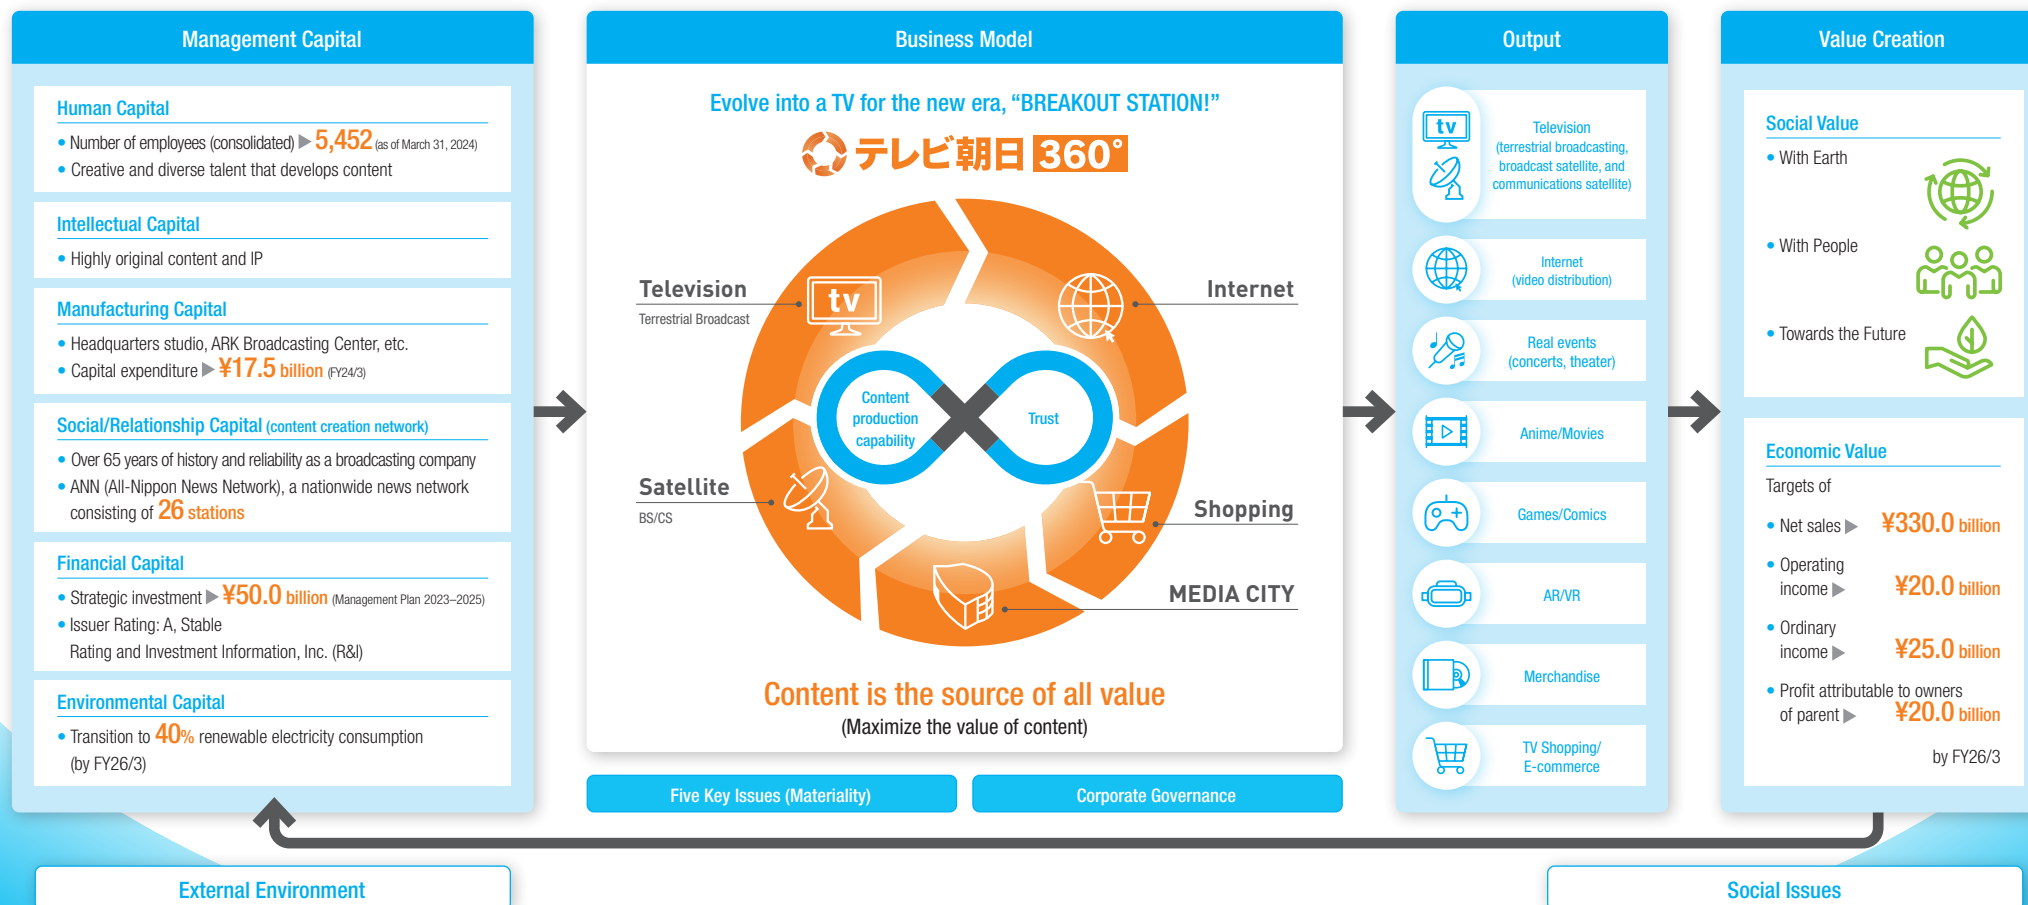 Management Capital
Human Capital
• Number of employees (consolidated) ▶ 5,452 (as of March 31, 2024)
• Creative and diverse talent that develops content
Intellectual Capital
• Highly original content and IP
Manufacturing Capital
• Headquarters studio, ARK Broadcasting Center, etc.
• Capital expenditure ▶ ¥17.5 billion (FY24/3)
Social/Relationship Capital (content creation network)
• Over 65 years of history and reliability as a broadcasting company
• ANN (All-Nippon News Network), a nationwide news network
consisting of 26 stations
Financial Capital
• Strategic investment ▶ ¥50.0 billion (Management Plan 2023–2025)
• Issuer Rating: A, Stable
Rating and Investment Information, Inc. (R&I)
Environmental Capital
• Transition to 40% renewable electricity consumption
(by FY26/3)
Business Model
Evolve into a TV for the new era, “BREAKOUT STATION!”
テレビ朝日 360°
Television
Terrestrial Broadcast
tv
Internet
Content
production
capability
Trust
Satellite
BS/CS
Shopping
MEDIA CITY
Content is the source of all value
(Maximize the value of content)
Five Key Issues (Materiality)
Corporate Governance
Output
tv
Television
(terrestrial broadcasting,
broadcast satellite, and
communications satellite)
Internet
(video distribution)
Real events
(concerts, theater)
Anime/Movies
Games/Comics
AR/VR
Merchandise
TV Shopping/
E-commerce
Value Creation
Social Value
• With Earth
• With People
• Towards the Future
Economic Value
Targets of
• Net sales ▶ ¥330.0 billion
• Operating
income ▶ ¥20.0 billion
• Ordinary
income ▶ ¥25.0 billion
• Profit attributable to owners
of parent ▶ ¥20.0 billion
by FY26/3
External Environment
Social Issues